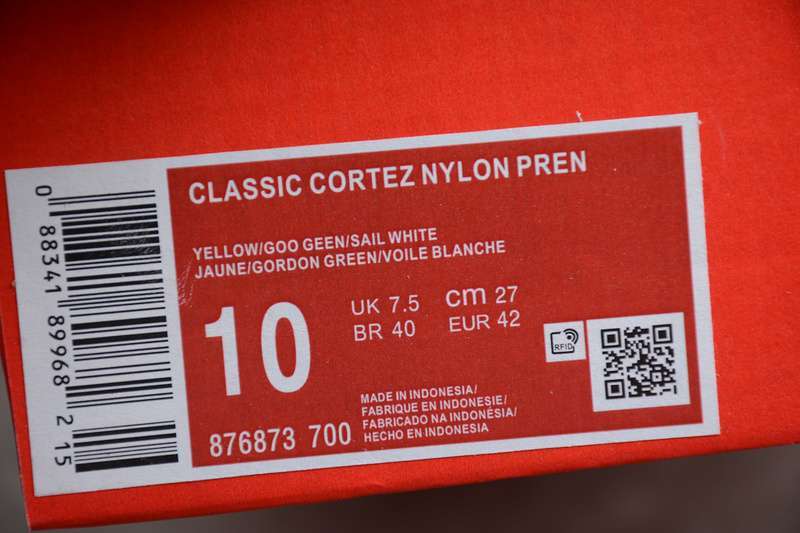 CLASSIC CORTEZ NYLON PREN
YELLOW/GOO GEEN/SAIL WHITE
JAUNE/GORDON GREEN/VOILE BLANCHE
10
UK 7.5 cm 27
BR 40 EUR 42
RFID
876873 700
MADE IN INDONESIA/
FABRIQUE EN INDONESIE/
FABRICADO NA INDONÉSIA/
HECHO EN INDONESIA
0 88341 89968 2 15